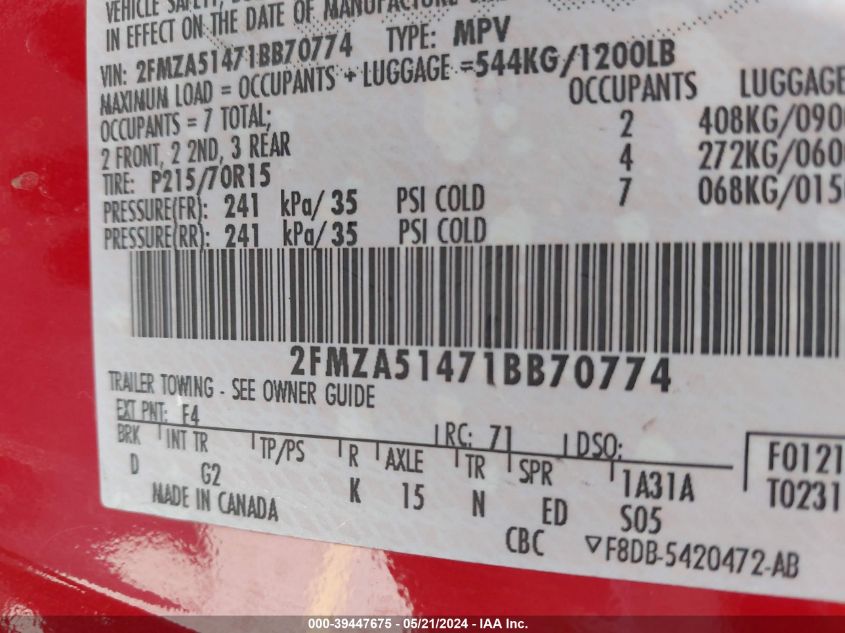 VEHICLE SAFETY,
IN EFFECT ON THE DATE OF MANUFACTURE
VIN: 2FMZA51471BB70774 TYPE: MPV
MAXIMUM LOAD = OCCUPANTS + LUGGAGE =544KG/1200LB
OCCUPANTS = 7 TOTAL; OCCUPANTS LUGGAGE
2 FRONT, 2 2ND, 3 REAR 2 408KG/090
TIRE: P215/70R15 4 272KG/060
PRESSURE(FR): 241 kPa/ 35 PSI COLD 7 068KG/015
PRESSURE(RR): 241 kPa/ 35 PSI COLD
2FMZA51471BB70774
TRAILER TOWING - SEE OWNER GUIDE
EXT PNT: F4 RC: 71 DSO:
BRK INT TR TP/PS R AXLE TR SPR 1A31A F0121
D G2 K 15 N ED S05 T0231
MADE IN CANADA CBC ▽F8DB-5420472-AB
000-39447675 - 05/21/2024 - IAA Inc.